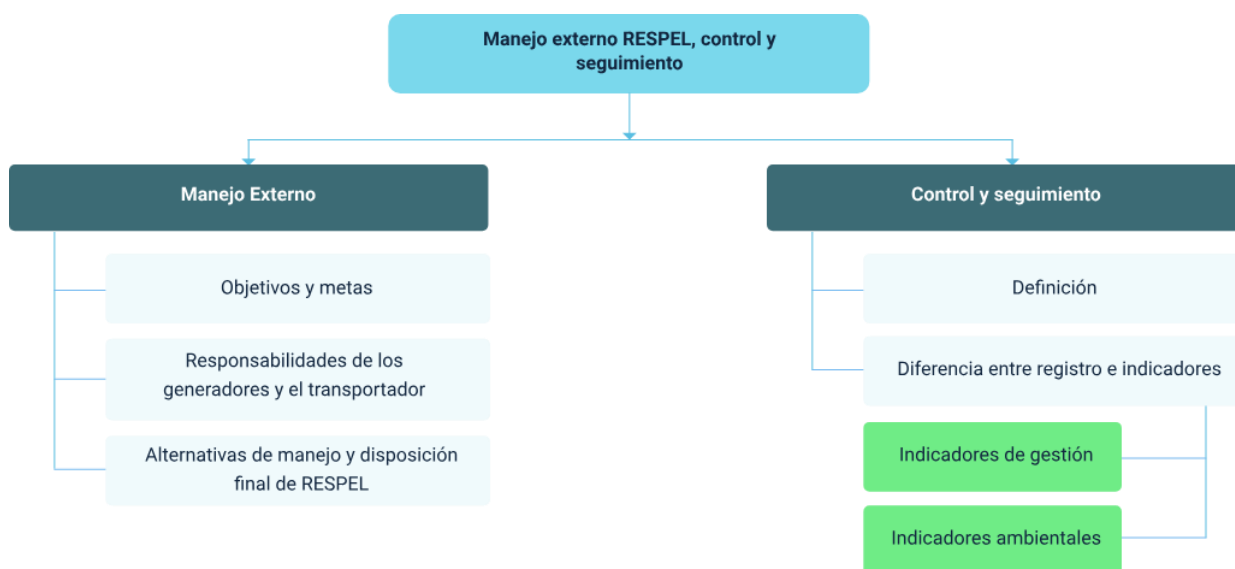 Manejo externo RESPEL, control y
seguimiento
Manejo Externo
Objetivos y metas
Responsabilidades de los
generadores y el transportador
Alternativas de manejo y disposición
final de RESPEL
Control y seguimiento
Definición
Diferencia entre registro e indicadores
Indicadores de gestión
Indicadores ambientales